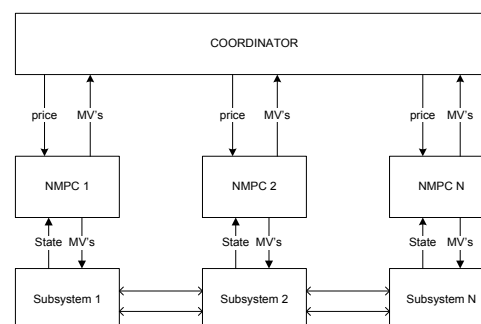 COORDINATOR
price MV's price MV's price MV's
NMPC 1 NMPC 2 NMPC N
State MV's State MV's State MV's
Subsystem 1 Subsystem 2 Subsystem N